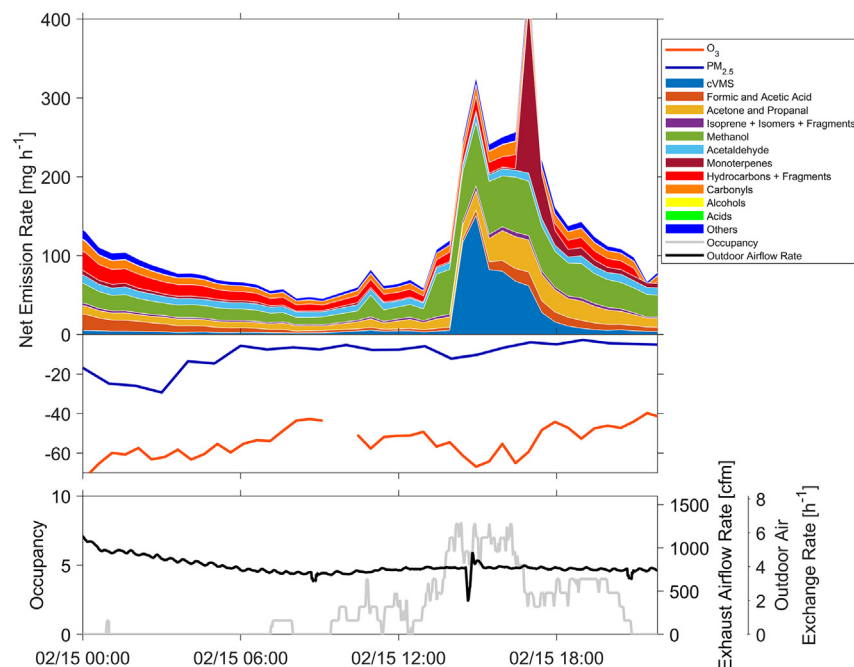 400
300
200
100
0
-20
-40
-60
Net Emission Rate [mg h⁻¹]
O₃
PM₂.₅
cVMS
Formic and Acetic Acid
Acetone and Propanal
Isoprene + Isomers + Fragments
Methanol
Acetaldehyde
Monoterpenes
Hydrocarbons + Fragments
Carbonyls
Alcohols
Acids
Others
Occupancy
Outdoor Airflow Rate
10
5
0
Occupancy
1500
1000
500
0
Exhaust Airflow Rate [cfm]
8
6
4
2
0
Outdoor Air
Exchange Rate [h⁻¹]
02/15 00:00 02/15 06:00 02/15 12:00 02/15 18:00